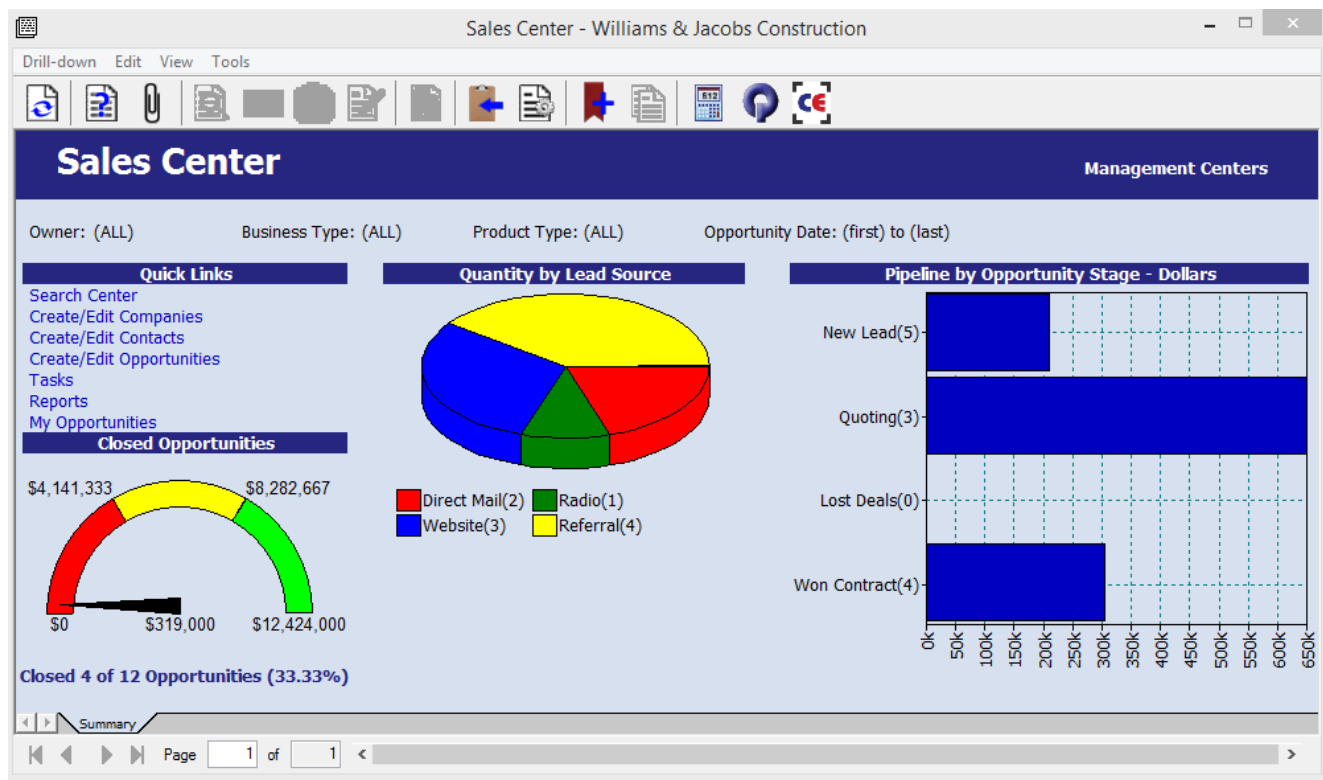 Sales Center - Williams & Jacobs Construction
Drill-down Edit View Tools
612
CE
Sales Center
Management Centers
Owner: (ALL) Business Type: (ALL) Product Type: (ALL) Opportunity Date: (first) to (last)
Quick Links
Search Center
Create/Edit Companies
Create/Edit Contacts
Create/Edit Opportunities
Tasks
Reports
My Opportunities
Closed Opportunities
$4,141,333 $8,282,667
$0 $319,000 $12,424,000
Closed 4 of 12 Opportunities (33.33%)
Quantity by Lead Source
Direct Mail(2) Radio(1)
Website(3) Referral(4)
Pipeline by Opportunity Stage - Dollars
New Lead(5)
Quoting(3)
Lost Deals(0)
Won Contract(4)
0k 50k 100k 150k 200k 250k 300k 350k 400k 450k 500k 550k 600k 650k
Summary
Page 1 of 1